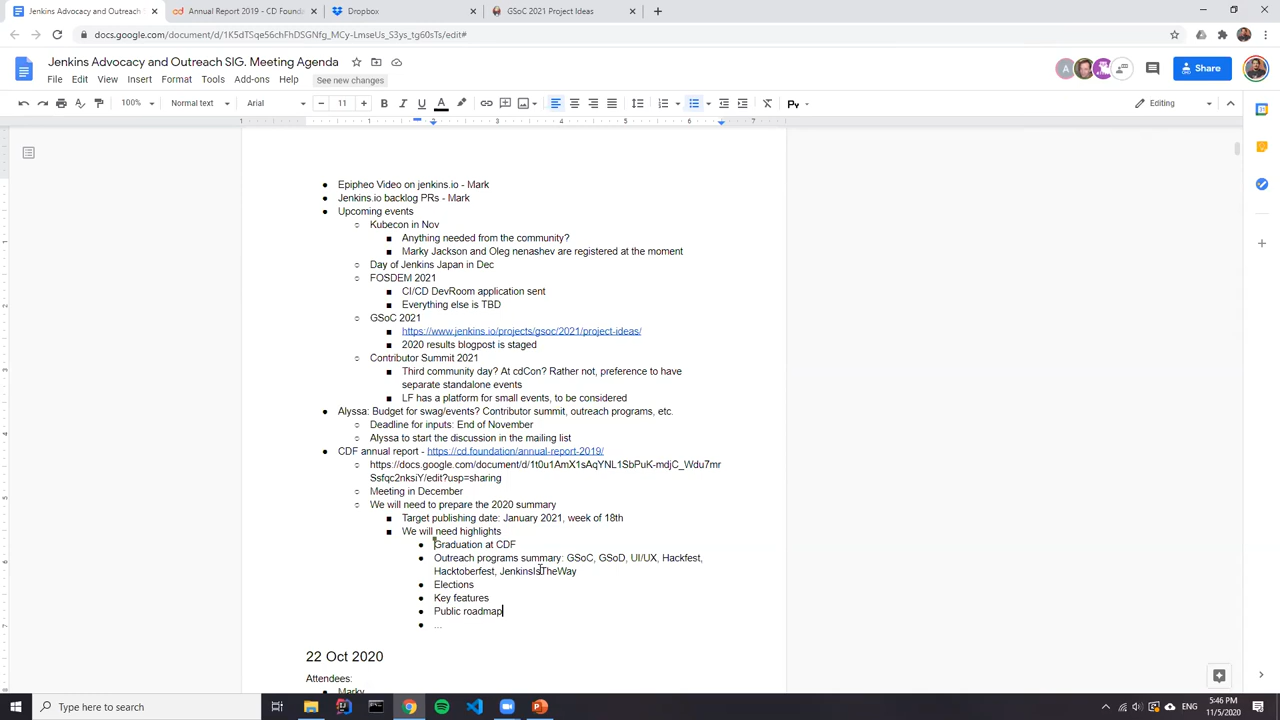 Jenkins Advocacy and Outreach S
Annual Report 2019 - CD Founda
Dropbox
GSoC 2021 Project Ideas
docs.google.com/document/d/1K5dTSqe56chFhDSGNfg_MCy-LmseUs_S3ys_tg60sTs/edit#
Jenkins Advocacy and Outreach SIG. Meeting Agenda
File Edit View Insert Format Tools Add-ons Help See new changes
A
Share
100% Normal text Arial 11 B I U A Editing
1 1 2 3 4 5 6 7
Epipheo Video on jenkins.io - Mark
Jenkins.io backlog PRs - Mark
Upcoming events
Kubecon in Nov
Anything needed from the community?
Marky Jackson and Oleg nenashev are registered at the moment
Day of Jenkins Japan in Dec
FOSDEM 2021
CI/CD DevRoom application sent
Everything else is TBD
GSoC 2021
https://www.jenkins.io/projects/gsoc/2021/project-ideas/
2020 results blogpost is staged
Contributor Summit 2021
Third community day? At cdCon? Rather not, preference to have
separate standalone events
LF has a platform for small events, to be considered
Alyssa: Budget for swag/events? Contributor summit, outreach programs, etc.
Deadline for inputs: End of November
Alyssa to start the discussion in the mailing list
CDF annual report - https://cd.foundation/annual-report-2019/
https://docs.google.com/document/d/1t0u1AmX1sAqYNL1SbPuK-mdjC_Wdu7mr
Ssfqc2nksiY/edit?usp=sharing
Meeting in December
We will need to prepare the 2020 summary
Target publishing date: January 2021, week of 18th
We will need highlights
Graduation at CDF
Outreach programs summary: GSoC, GSoD, UI/UX, Hackfest,
Hacktoberfest, JenkinsIsTheWay
Elections
Key features
Public roadmap
...
22 Oct 2020
Attendees:
Marky
Type here to search
5:46 PM
11/5/2020